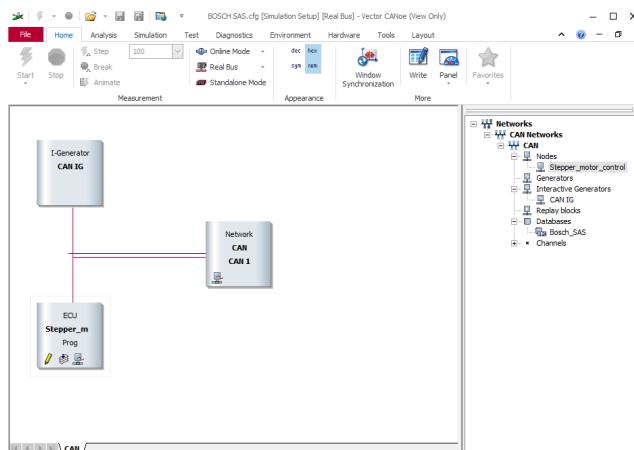 BOSCH SAS.cfg [Simulation Setup] [Real Bus] - Vector CANoe (View Only)
File Home Analysis Simulation Test Diagnostics Environment Hardware Tools Layout
Start
Stop
Step 100
Break
Animate
Online Mode
Real Bus
Standalone Mode
dec hex
sym num
Window
Synchronization
Write
Panel
Favorites
Measurement
Appearance
More
I-Generator
CAN IG
Network
CAN
CAN 1
ECU
Stepper_m
Prog
CAN
Networks
CAN Networks
CAN
Nodes
Stepper_motor_control
Generators
Interactive Generators
CAN IG
Replay blocks
Databases
Bosch_SAS
Channels